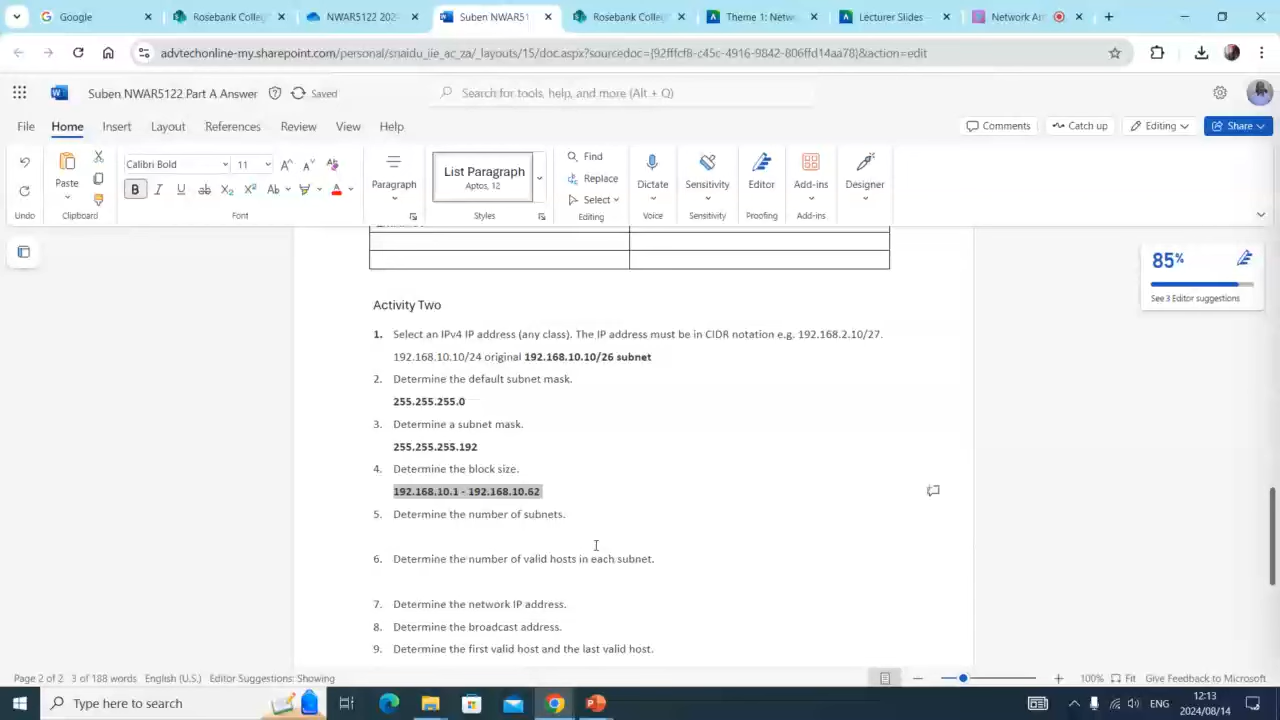 Google
Rosebank Colleg
NWAR5122 202
Suben NWAR51
Rosebank Colleg
Theme 1: Netw
Lecturer Slides –
Network Ar
advtechonline-my.sharepoint.com/personal/snaidu_iie_ac_za/_layouts/15/doc.aspx?sourcedoc={92fffcf8-c45c-4916-9842-806ffd14aa78}&action=edit
Suben NWAR5122 Part A Answer
Saved
Search for tools, help, and more (Alt + Q)
File Home Insert Layout References Review View Help
Comments Catch up Editing Share
Calibri Bold 11
Paste
Paragraph
List Paragraph
Aptos, 12
Find
Replace
Select
Dictate
Sensitivity
Editor
Add-ins
Designer
Undo Clipboard Font Styles Editing Voice Sensitivity Proofing Add-ins
85%
See 3 Editor suggestions
Activity Two
1. Select an IPv4 IP address (any class). The IP address must be in CIDR notation e.g. 192.168.2.10/27.
192.168.10.10/24 original 192.168.10.10/26 subnet
2. Determine the default subnet mask.
255.255.255.0
3. Determine a subnet mask.
255.255.255.192
4. Determine the block size.
192.168.10.1 - 192.168.10.62
5. Determine the number of subnets.
6. Determine the number of valid hosts in each subnet.
7. Determine the network IP address.
8. Determine the broadcast address.
9. Determine the first valid host and the last valid host.
Page 2 of 2 3 of 188 words English (U.S.) Editor Suggestions: Showing
100% Fit Give Feedback to Microsoft
Type here to search
ENG
12:13
2024/08/14